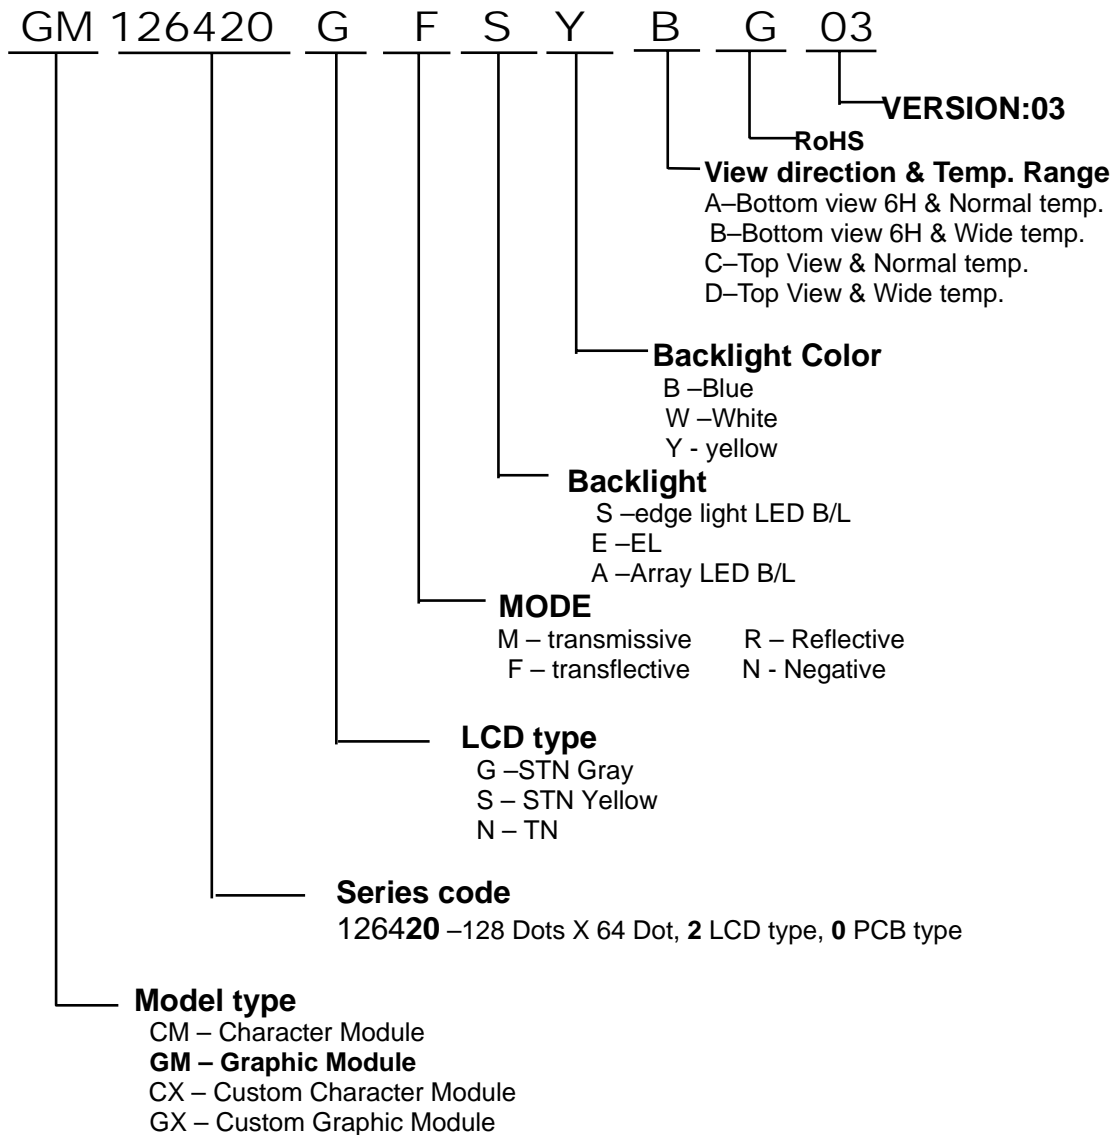 GM 126420 G F S Y B G 03
VERSION:03
RoHS
View direction & Temp. Range
A–Bottom view 6H & Normal temp.
B–Bottom view 6H & Wide temp.
C–Top View & Normal temp.
D–Top View & Wide temp.
Backlight Color
B –Blue
W –White
Y - yellow
Backlight
S –edge light LED B/L
E –EL
A –Array LED B/L
MODE
M – transmissive R – Reflective
F – transflective N - Negative
LCD type
G –STN Gray
S – STN Yellow
N – TN
Series code
126420 –128 Dots X 64 Dot, 2 LCD type, 0 PCB type
Model type
CM – Character Module
GM – Graphic Module
CX – Custom Character Module
GX – Custom Graphic Module